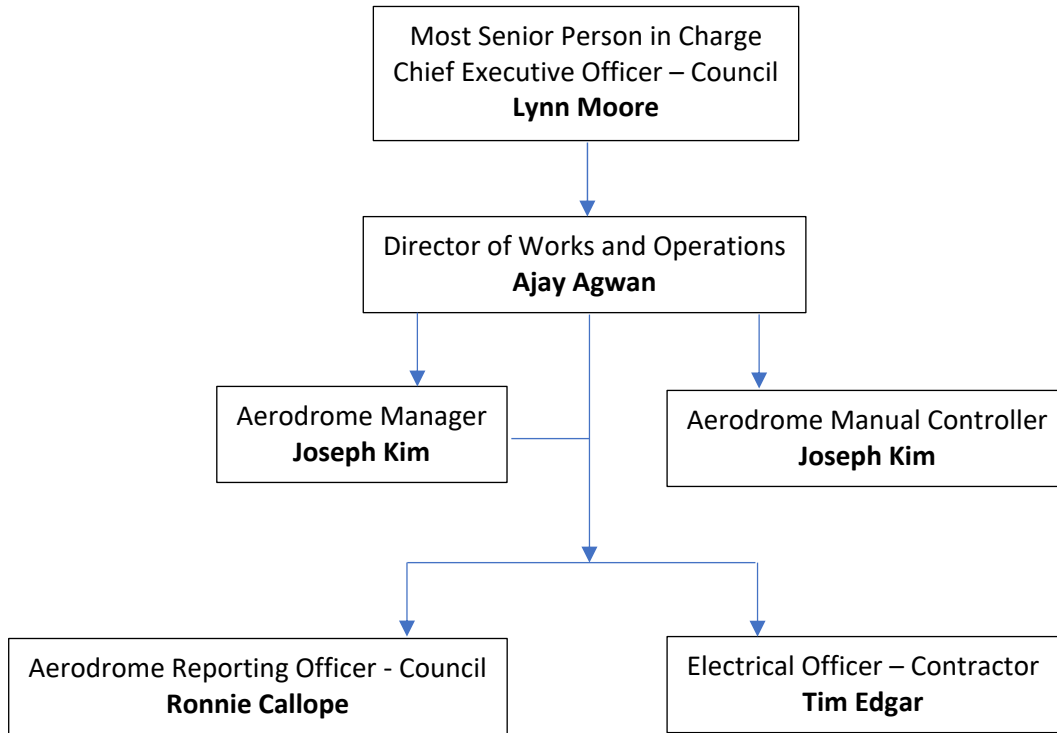 Most Senior Person in Charge
Chief Executive Officer – Council
Lynn Moore
Director of Works and Operations
Ajay Agwan
Aerodrome Manager
Joseph Kim
Aerodrome Manual Controller
Joseph Kim
Aerodrome Reporting Officer - Council
Ronnie Callope
Electrical Officer – Contractor
Tim Edgar